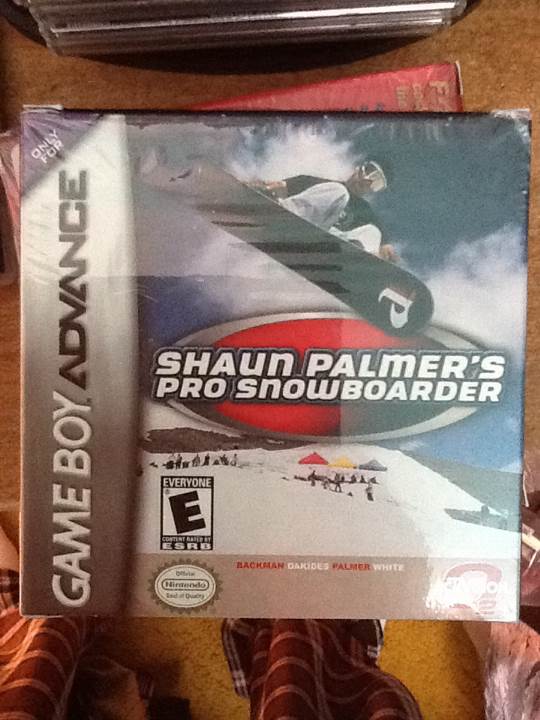 ONLY
FOR
GAME BOY ADVANCE
SHAUN PALMER'S
PRO SNOWBOARDER
EVERYONE
E
CONTENT RATED BY
ESRB
BACKMAN DAKIDES PALMER WHITE
Official
Nintendo
Seal of Quality